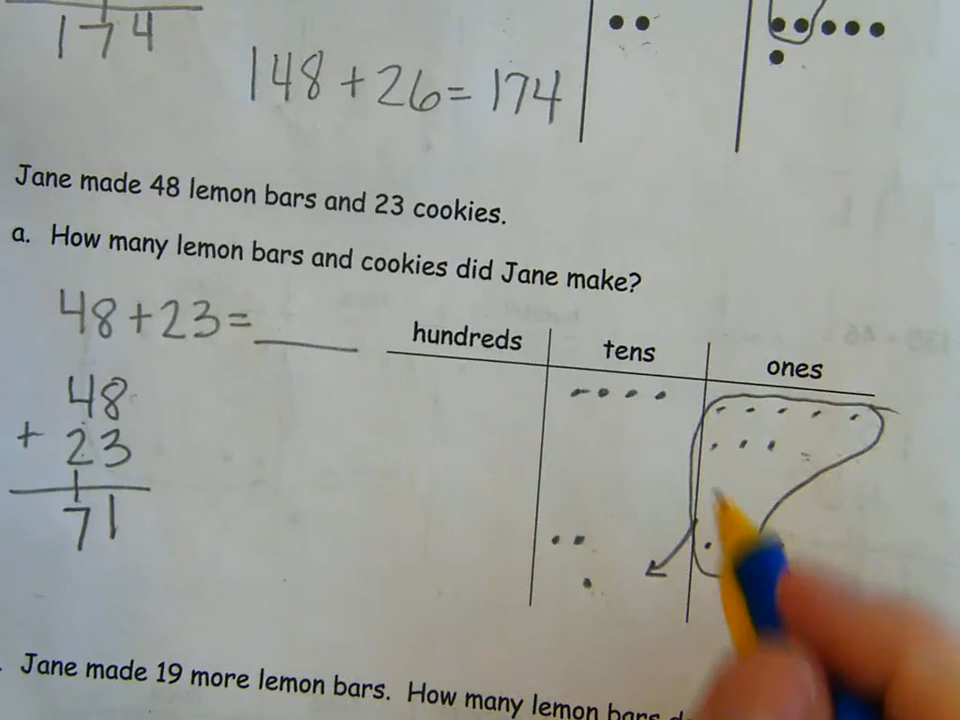 174
148 + 26 = 174
Jane made 48 lemon bars and 23 cookies.
a. How many lemon bars and cookies did Jane make?
48 + 23 = ____
hundreds tens ones
48
+ 23
1
71
Jane made 19 more lemon bars. How many lemon bars